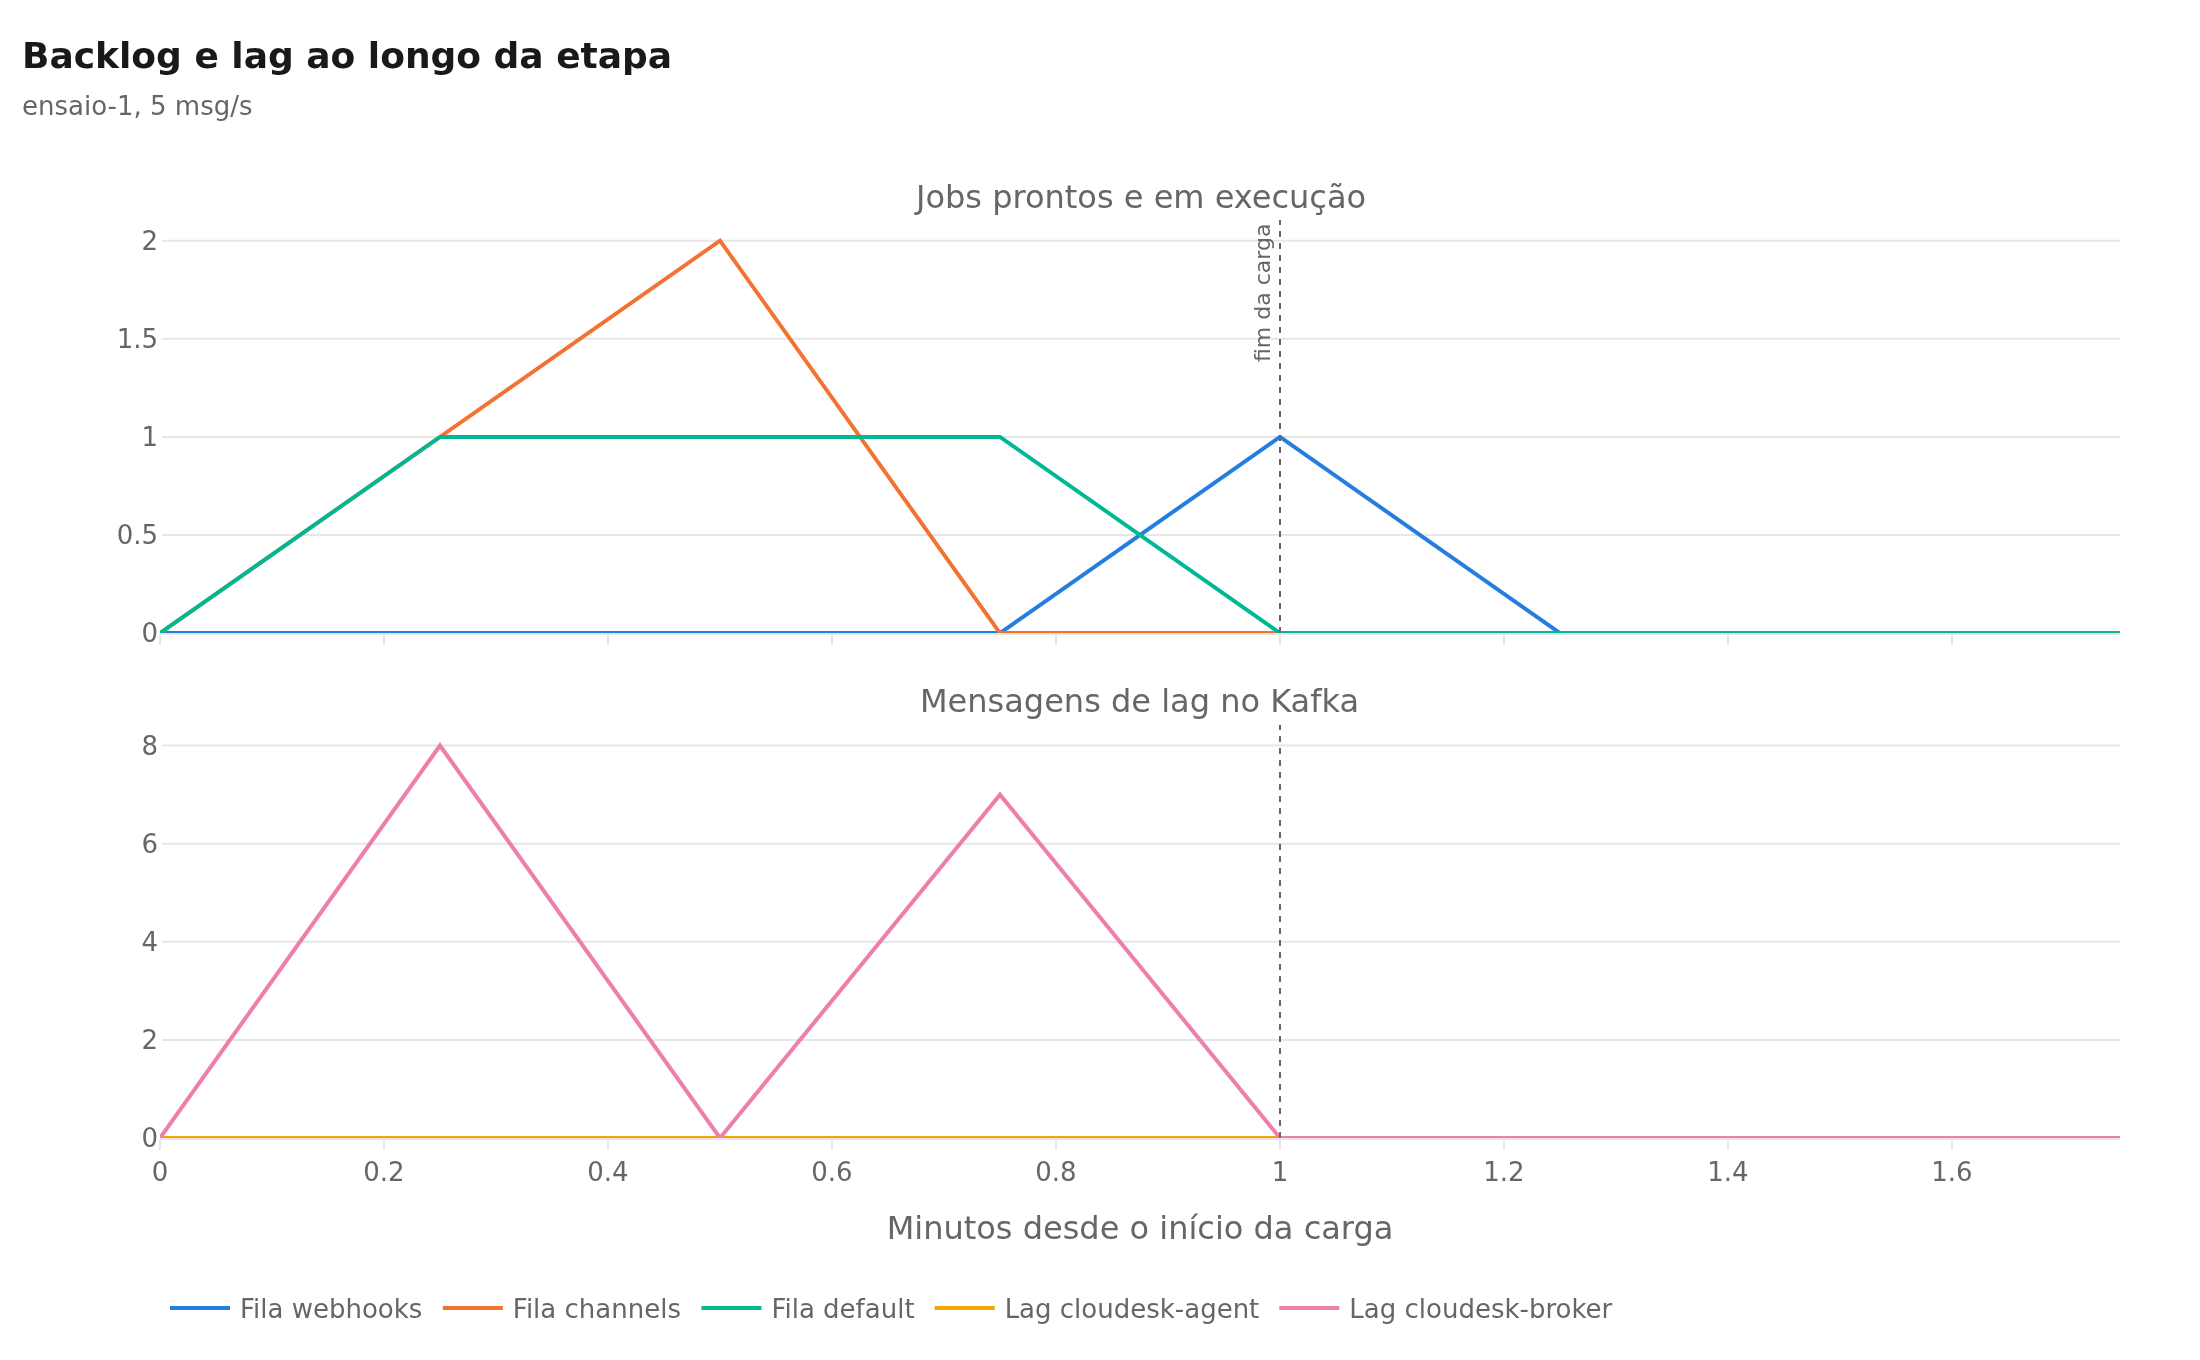 Backlog e lag ao longo da etapa
ensaio-1, 5 msg/s
Jobs prontos e em execução
2
1.5
1
0.5
0
fim da carga
Mensagens de lag no Kafka
8
6
4
2
0
0 0.2 0.4 0.6 0.8 1 1.2 1.4 1.6
Minutos desde o início da carga
Fila webhooks Fila channels Fila default Lag cloudesk-agent Lag cloudesk-broker